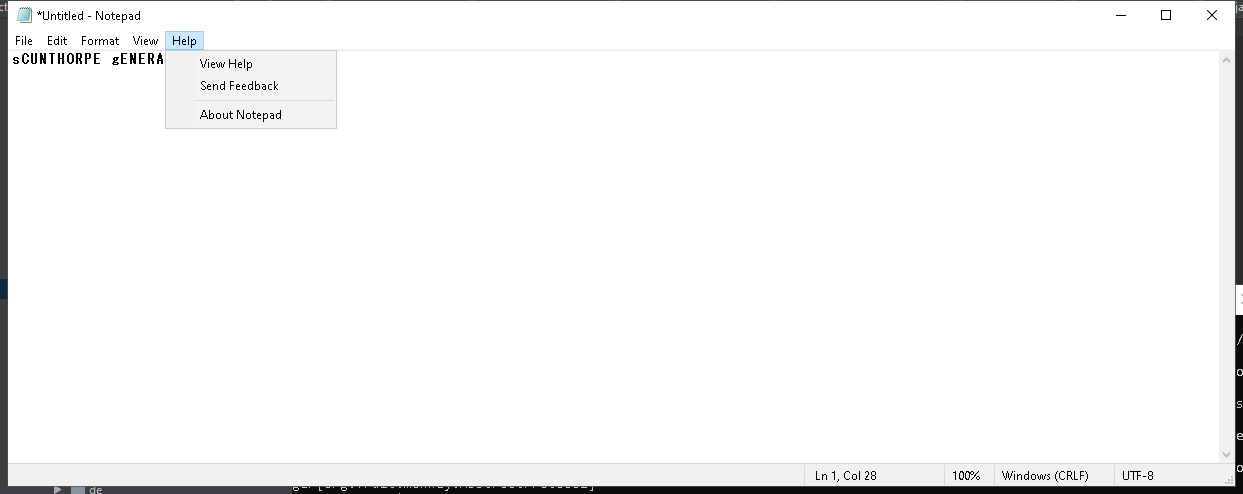 *Untitled - Notepad
File Edit Format View Help
sCUNTHORPE gENERA
View Help
Send Feedback
About Notepad
Ln 1, Col 28 100% Windows (CRLF) UTF-8
de